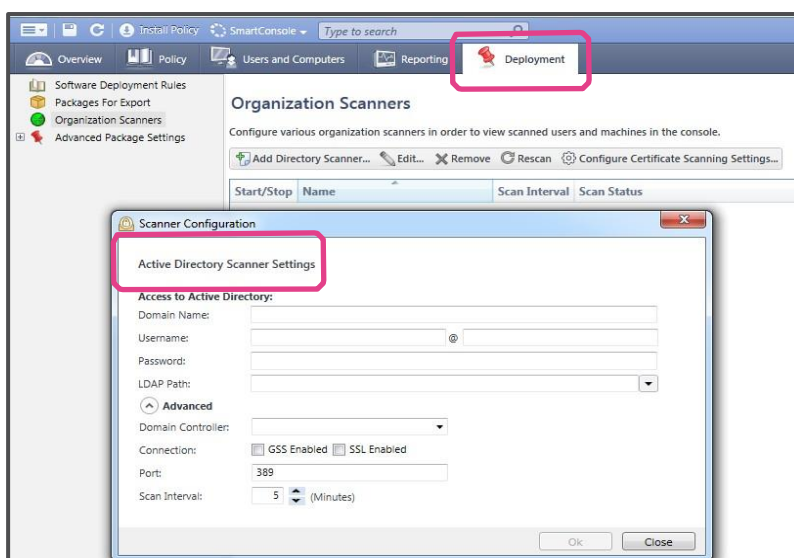 Install Policy SmartConsole Type to search
Overview Policy Users and Computers Reporting Deployment
Software Deployment Rules
Packages For Export
Organization Scanners
Advanced Package Settings
Organization Scanners
Configure various organization scanners in order to view scanned users and machines in the console.
Add Directory Scanner... Edit... Remove Rescan Configure Certificate Scanning Settings...
Start/Stop Name Scan Interval Scan Status
Scanner Configuration
Active Directory Scanner Settings
Access to Active Directory:
Domain Name:
Username: @
Password:
LDAP Path:
Advanced
Domain Controller:
Connection: GSS Enabled SSL Enabled
Port: 389
Scan Interval: 5 (Minutes)
Ok Close